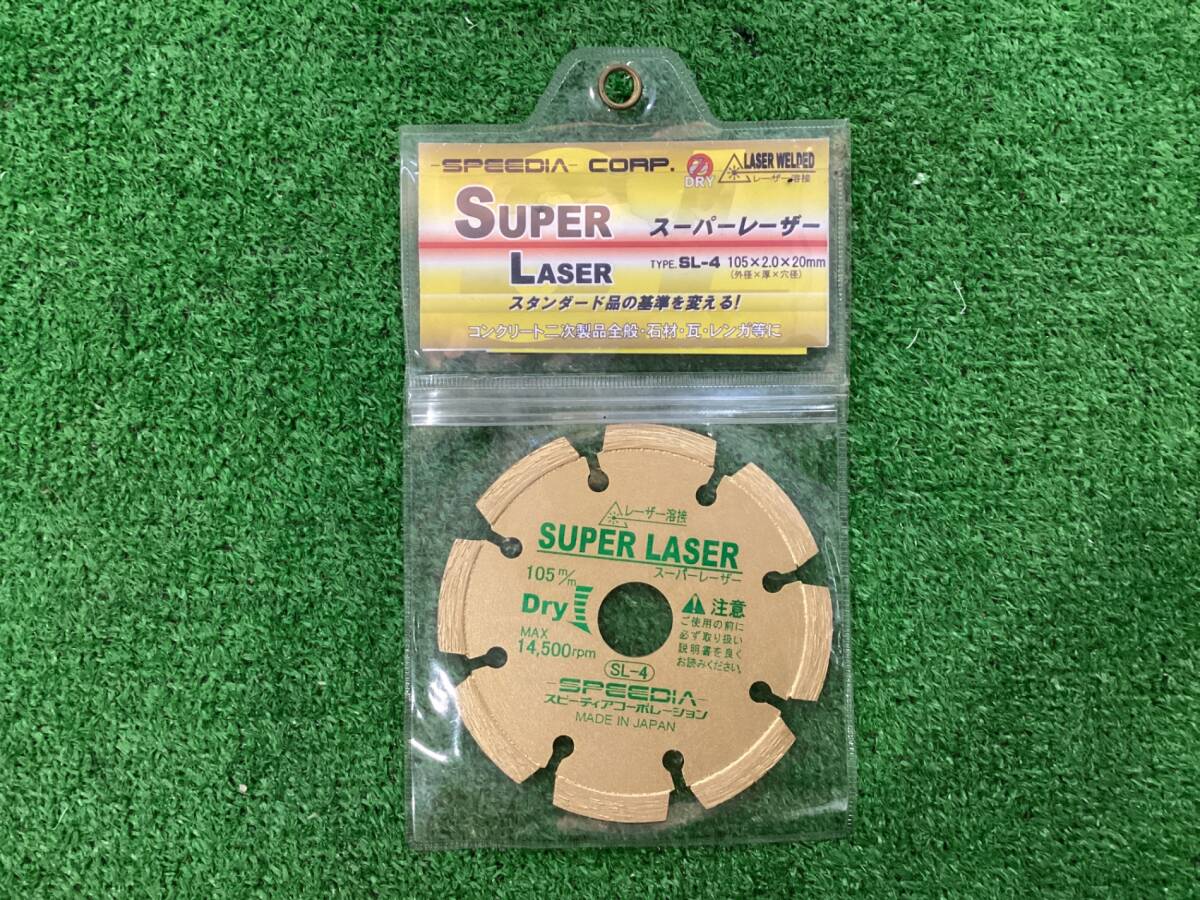 -SPEEDIA- CORP.
DRY
LASER WELDED
レーザー溶接
SUPER
スーパーレーザー
LASER
TYPE. SL-4 105×2.0×20mm
(外径×厚×穴径)
スタンダード品の基準を変える!
コンクリート二次製品全般・石材・瓦・レンガ等に
レーザー溶接
SUPER LASER
スーパーレーザー
105m/m
Dry
MAX
14,500rpm
注意
ご使用の前に
必ず取り扱い
説明書を良く
お読みください。
SL-4
-SPEEDIA-
スピーディアコーポレーション
MADE IN JAPAN